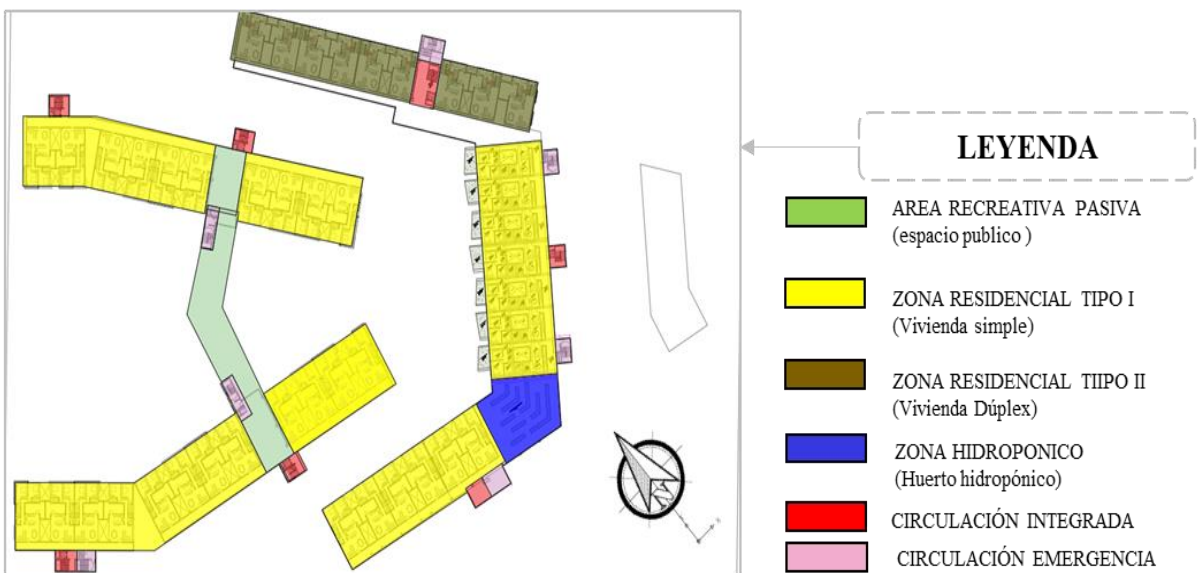 LEYENDA
AREA RECREATIVA PASIVA
(espacio publico )
ZONA RESIDENCIAL TIPO I
(Vivienda simple)
ZONA RESIDENCIAL TIIPO II
(Vivienda Dúplex)
ZONA HIDROPONICO
(Huerto hidropónico)
CIRCULACIÓN INTEGRADA
CIRCULACIÓN EMERGENCIA
N